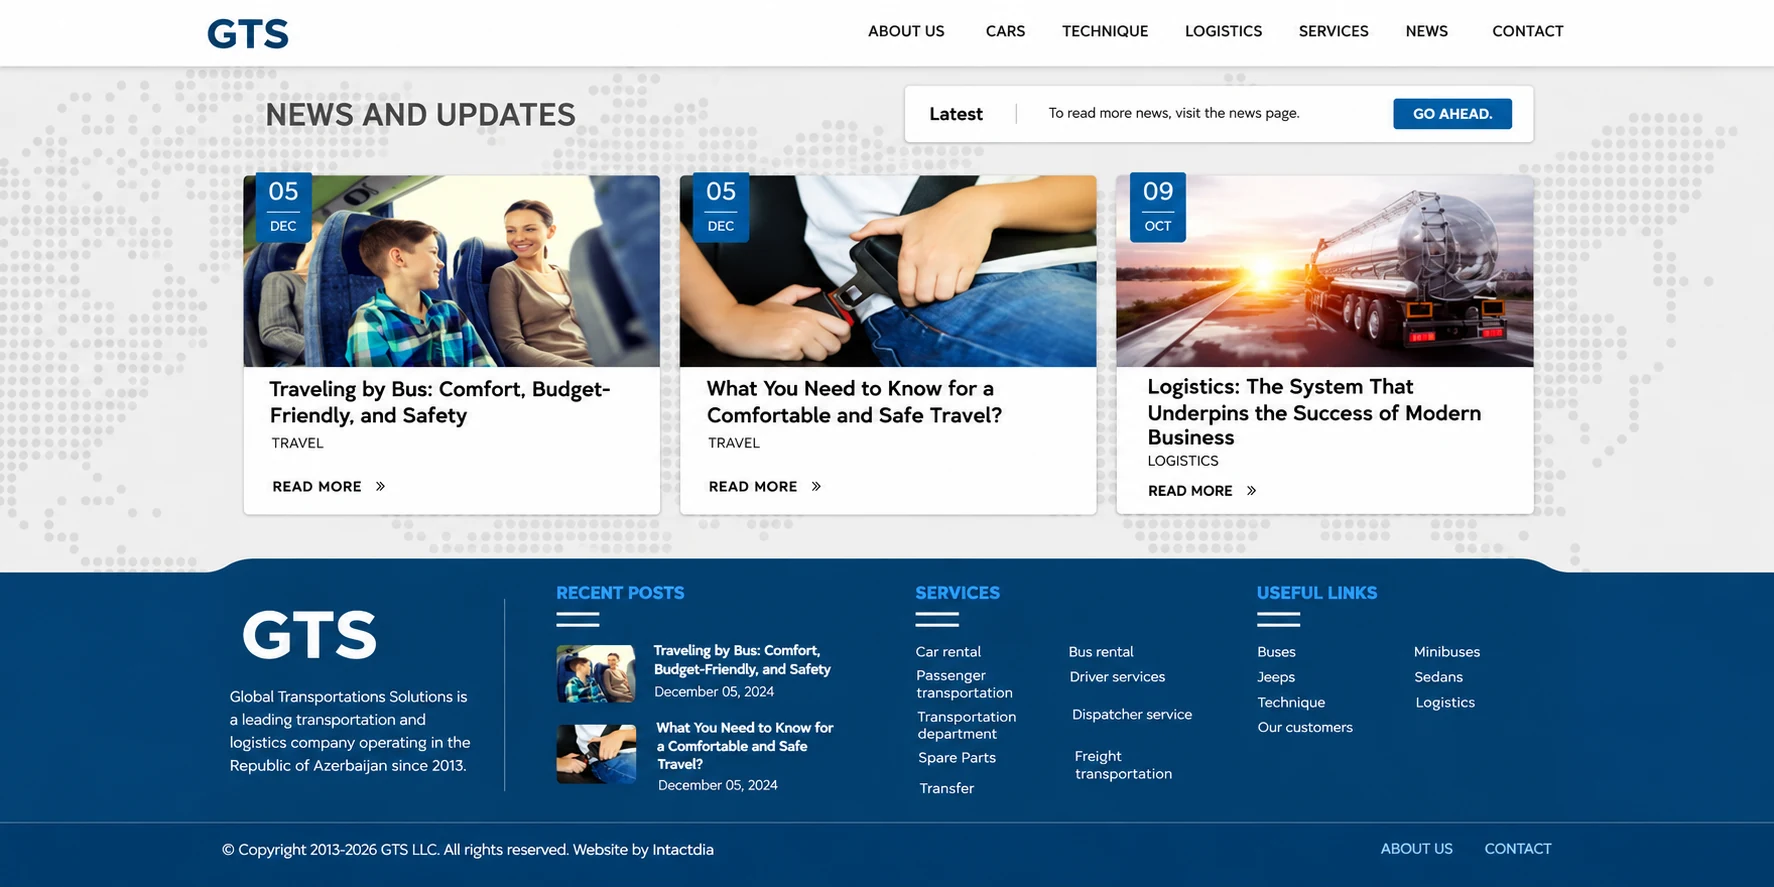 GTS
ABOUT US CARS TECHNIQUE LOGISTICS SERVICES NEWS CONTACT
NEWS AND UPDATES
Latest
To read more news, visit the news page.
GO AHEAD.
05
DEC
Traveling by Bus: Comfort, Budget-
Friendly, and Safety
TRAVEL
READ MORE »
05
DEC
What You Need to Know for a
Comfortable and Safe Travel?
TRAVEL
READ MORE »
09
OCT
Logistics: The System That
Underpins the Success of Modern
Business
LOGISTICS
READ MORE »
GTS
Global Transportations Solutions is
a leading transportation and
logistics company operating in the
Republic of Azerbaijan since 2013.
RECENT POSTS
Traveling by Bus: Comfort,
Budget-Friendly, and Safety
December 05, 2024
What You Need to Know for
a Comfortable and Safe
Travel?
December 05, 2024
SERVICES
Car rental
Passenger
transportation
Transportation
department
Spare Parts
Transfer
Bus rental
Driver services
Dispatcher service
Freight
transportation
USEFUL LINKS
Buses
Jeeps
Technique
Our customers
Minibuses
Sedans
Logistics
© Copyright 2013-2026 GTS LLC. All rights reserved. Website by Intactdia
ABOUT US CONTACT